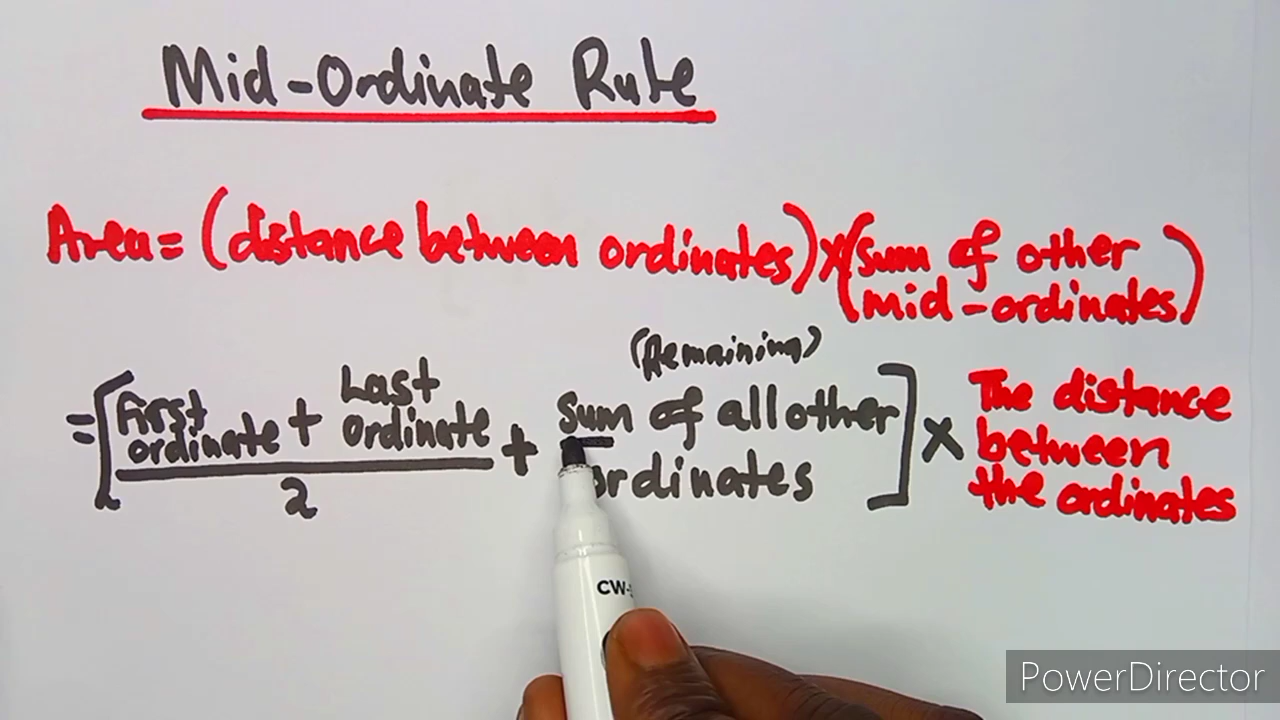 Mid-Ordinate Rule
Area = (distance between ordinates) x (sum of other
mid-ordinates)
(Remaining)
= [First ordinate + Last ordinate / 2 + Sum of all other ordinates] x The distance between the ordinates
CW-
PowerDirector